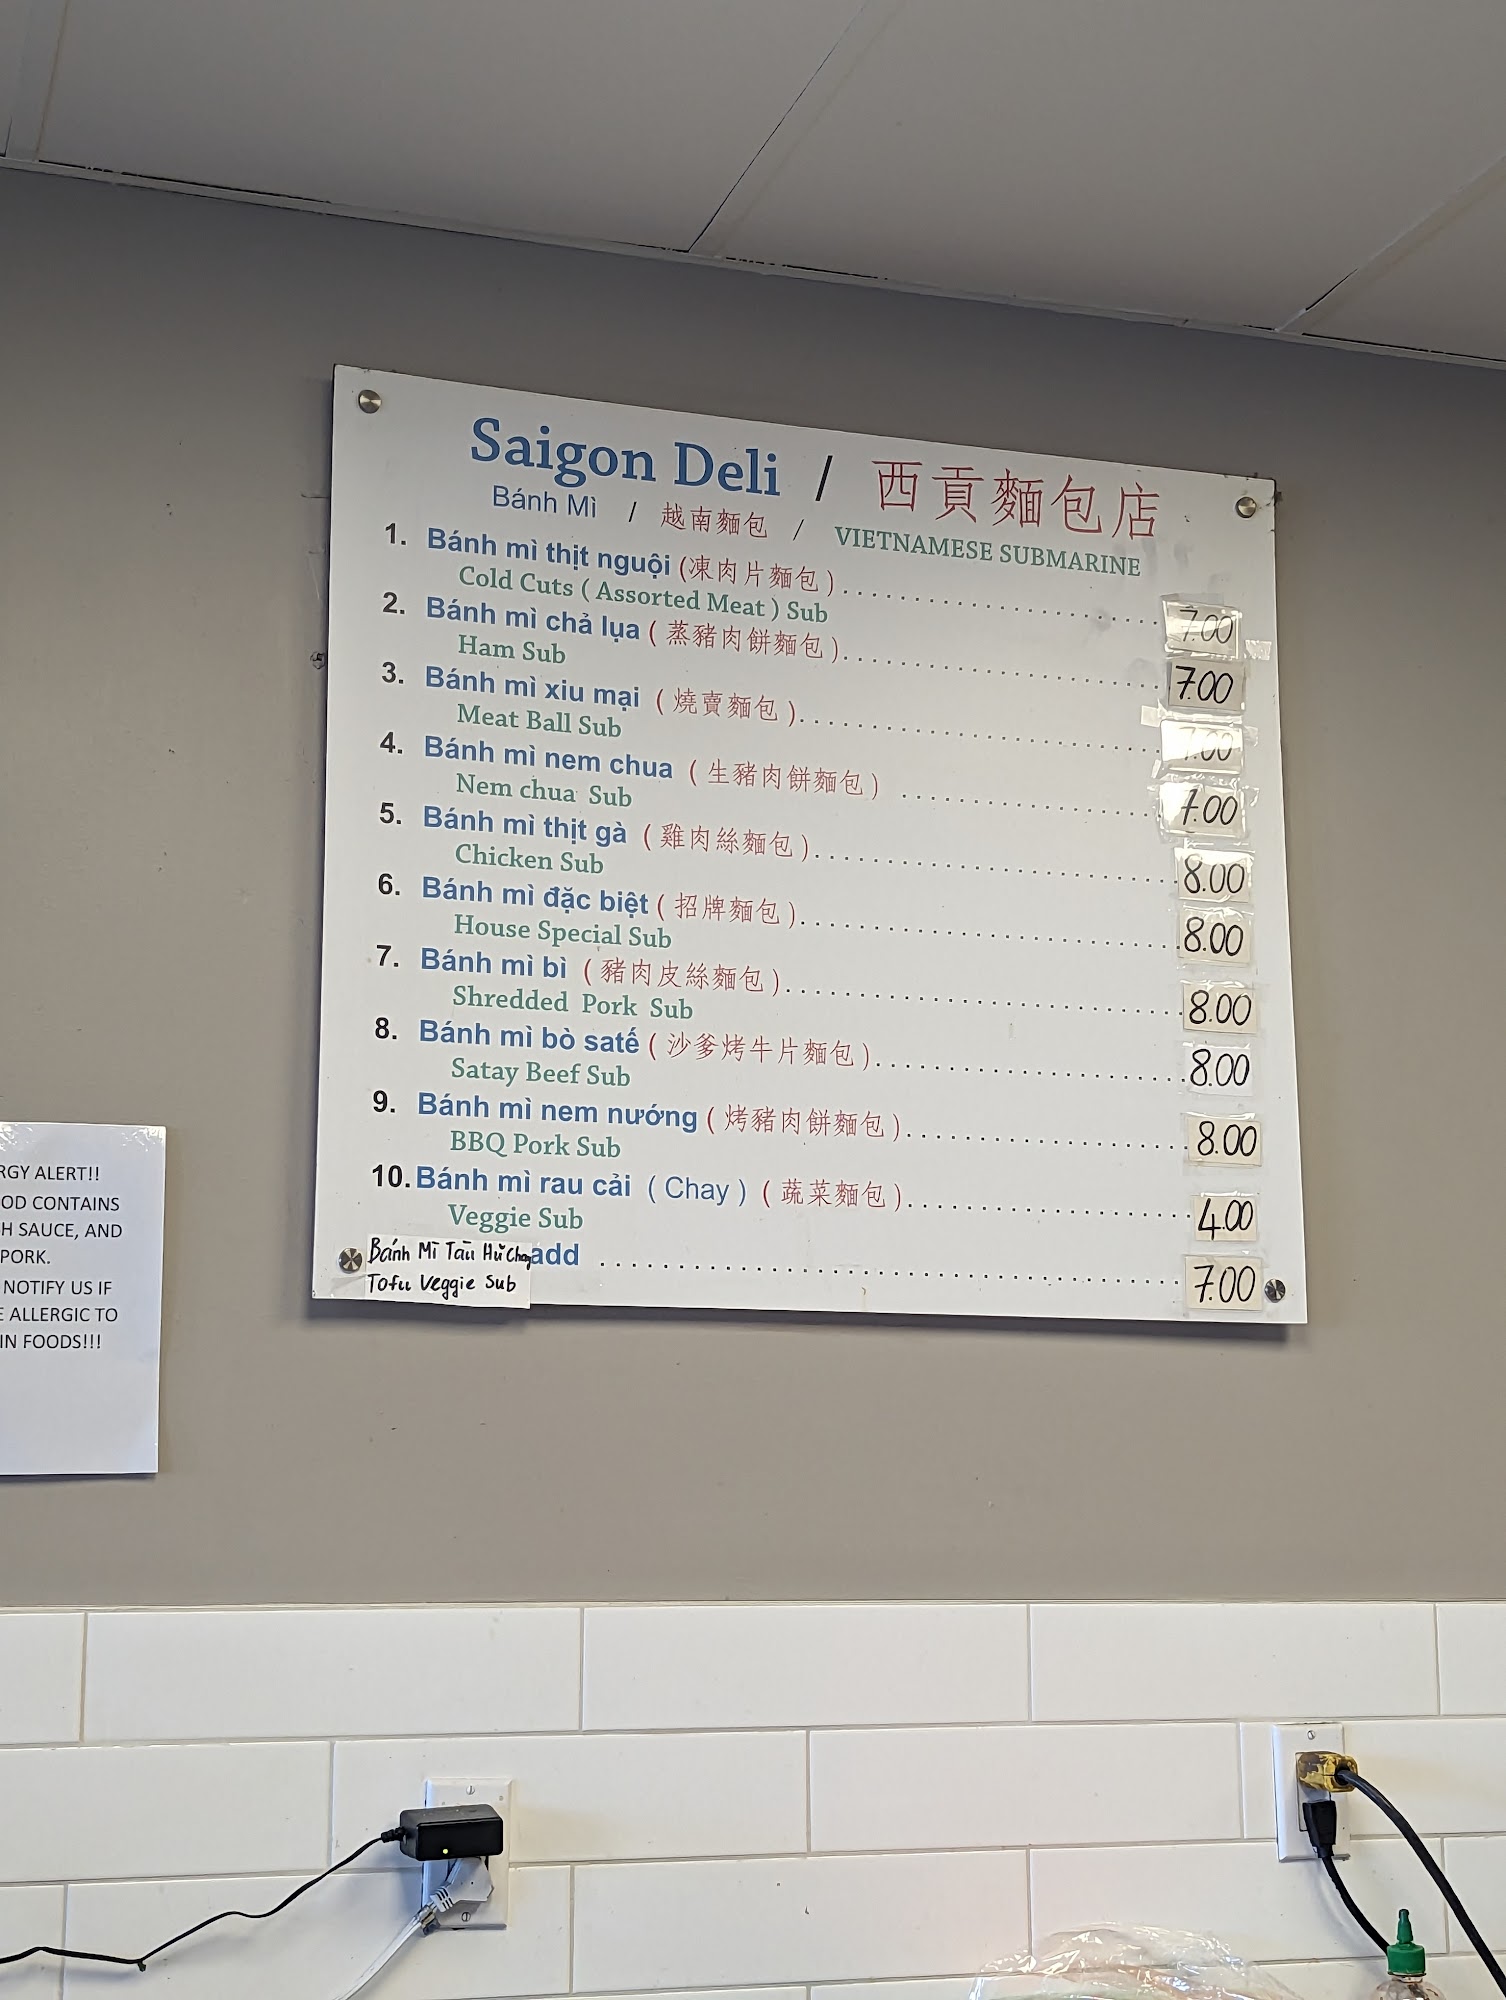 Saigon Deli / 西貢麵包店
Bánh Mì / 越南麵包 / VIETNAMESE SUBMARINE
1. Bánh mì thịt nguội (凍肉片麵包) 7.00
Cold Cuts ( Assorted Meat ) Sub
2. Bánh mì chả lụa ( 蒸豬肉餅麵包 ) 7.00
Ham Sub
3. Bánh mì xiu mại ( 燒賣麵包 ) 7.00
Meat Ball Sub
4. Bánh mì nem chua ( 生豬肉餅麵包 ) 7.00
Nem chua Sub
5. Bánh mì thịt gà ( 雞肉絲麵包 ) 8.00
Chicken Sub
6. Bánh mì đặc biệt ( 招牌麵包 ) 8.00
House Special Sub
7. Bánh mì bì ( 豬肉皮絲麵包 ) 8.00
Shredded Pork Sub
8. Bánh mì bò satế ( 沙爹烤牛片麵包 ) 8.00
Satay Beef Sub
9. Bánh mì nem nướng ( 烤豬肉餅麵包 ) 8.00
BBQ Pork Sub
10. Bánh mì rau cải ( Chay ) ( 蔬菜麵包 ) 4.00
Veggie Sub
Bánh Mì Tàu Hủ Chay add 7.00
Tofu Veggie Sub
RGY ALERT!!
OD CONTAINS
H SAUCE, AND
PORK.
NOTIFY US IF
E ALLERGIC TO
IN FOODS!!!